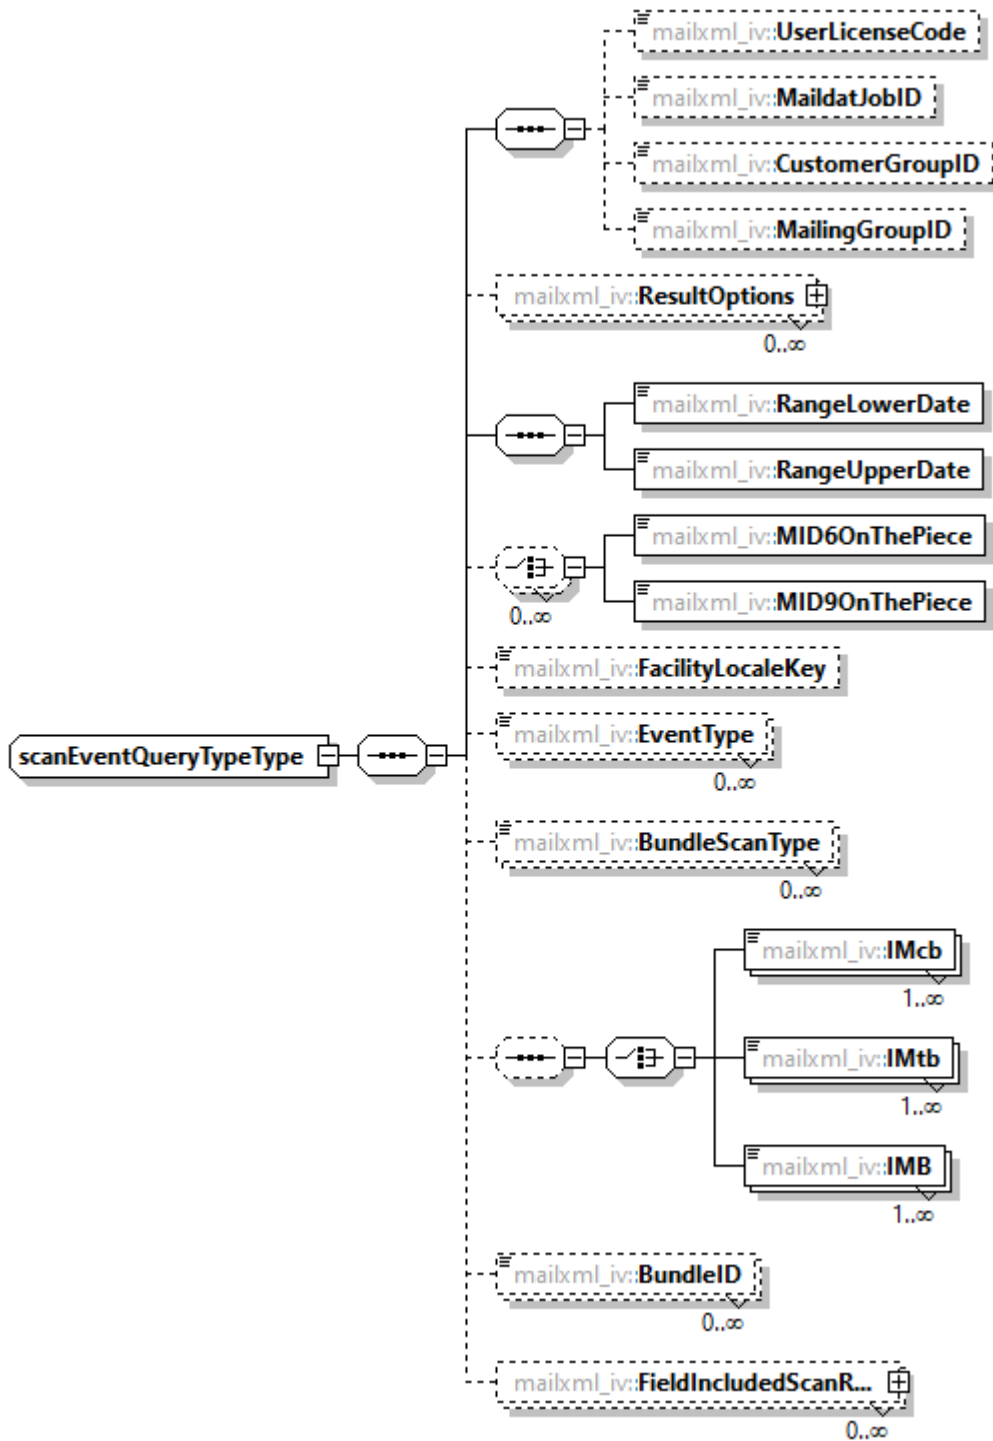 mailxml_iv::UserLicenseCode
mailxml_iv::MaildatJobID
mailxml_iv::CustomerGroupID
mailxml_iv::MailingGroupID
mailxml_iv::ResultOptions
0..∞
mailxml_iv::RangeLowerDate
mailxml_iv::RangeUpperDate
mailxml_iv::MID6OnThePiece
mailxml_iv::MID9OnThePiece
0..∞
mailxml_iv::FacilityLocaleKey
scanEventQueryTypeType
mailxml_iv::EventType
0..∞
mailxml_iv::BundleScanType
0..∞
mailxml_iv::IMcb
1..∞
mailxml_iv::IMtb
1..∞
mailxml_iv::IMB
1..∞
mailxml_iv::BundleID
0..∞
mailxml_iv::FieldIncludedScanR...
0..∞